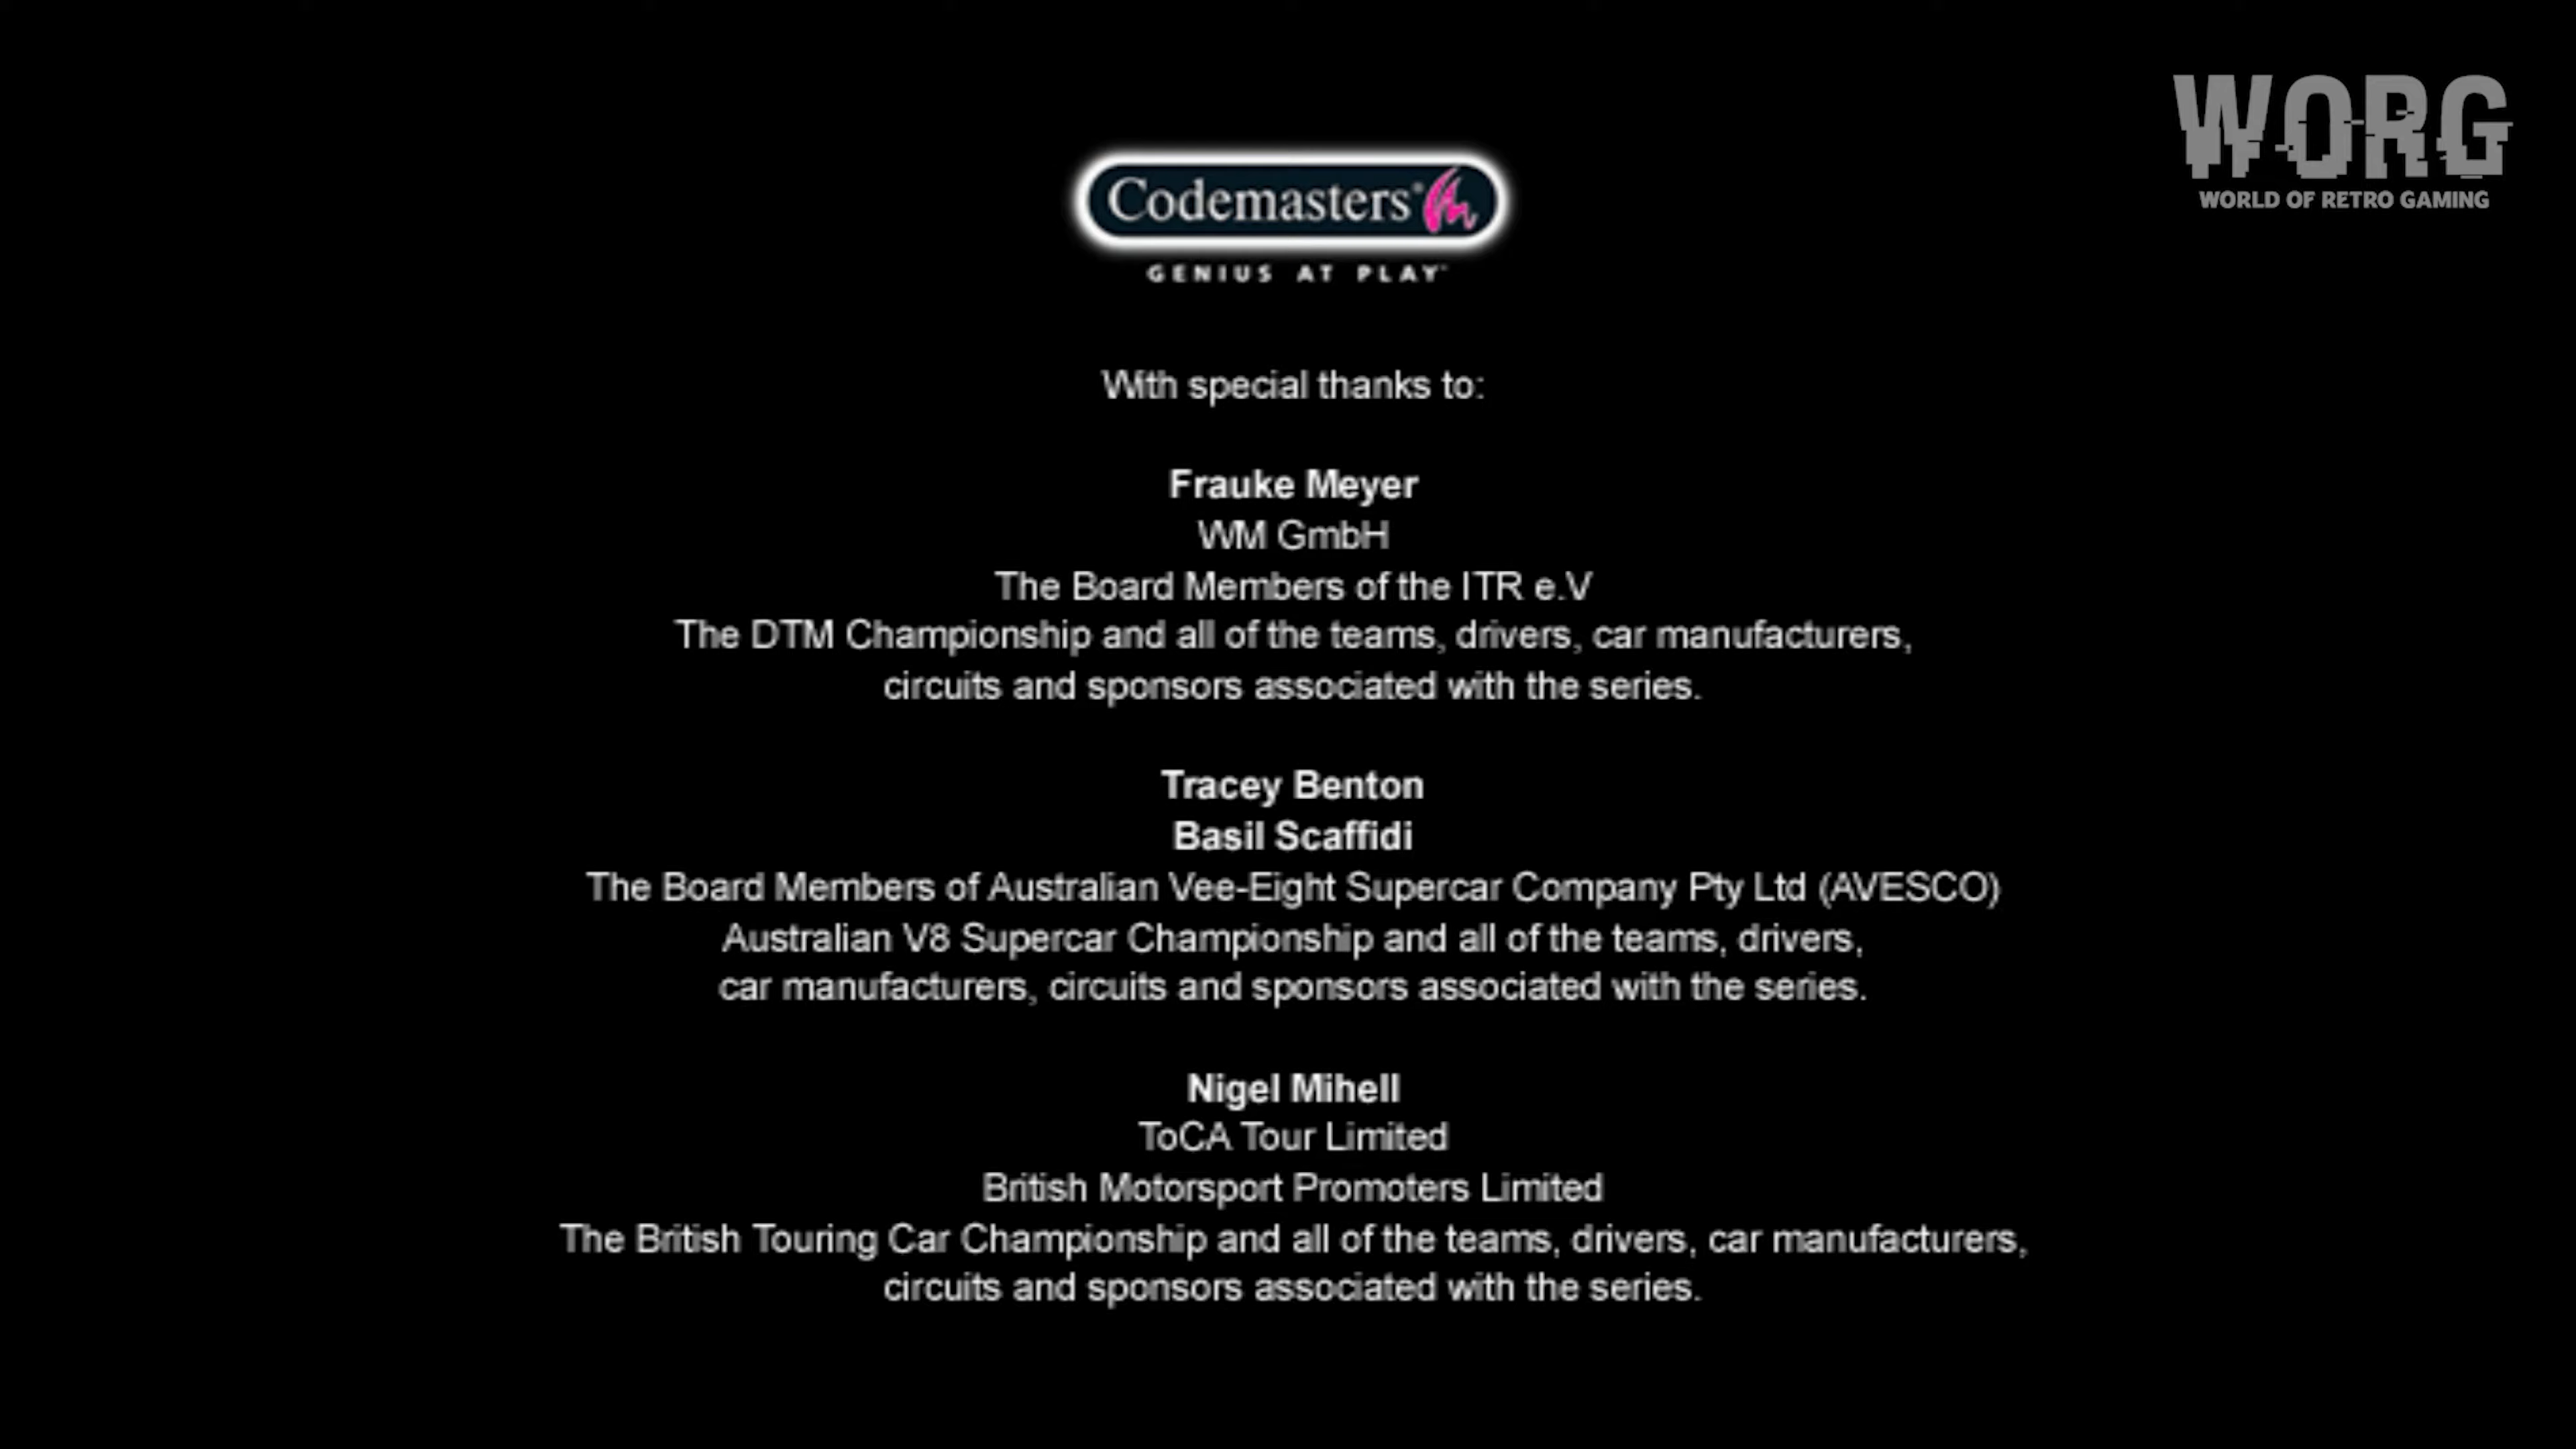 WORG
WORLD OF RETRO GAMING
Codemasters®
GENIUS AT PLAY™
With special thanks to:
Frauke Meyer
WM GmbH
The Board Members of the ITR e.V
The DTM Championship and all of the teams, drivers, car manufacturers,
circuits and sponsors associated with the series.
Tracey Benton
Basil Scaffidi
The Board Members of Australian Vee-Eight Supercar Company Pty Ltd (AVESCO)
Australian V8 Supercar Championship and all of the teams, drivers,
car manufacturers, circuits and sponsors associated with the series.
Nigel Mihell
ToCA Tour Limited
British Motorsport Promoters Limited
The British Touring Car Championship and all of the teams, drivers, car manufacturers,
circuits and sponsors associated with the series.